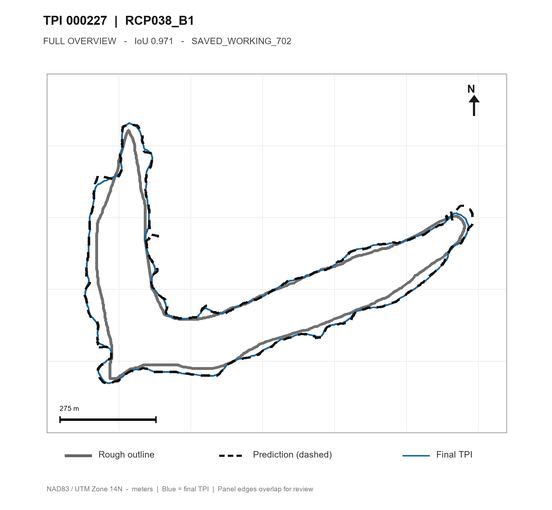 TPI 000227 | RCP038_B1
FULL OVERVIEW - IoU 0.971 - SAVED_WORKING_702
N
275 m
Rough outline
Prediction (dashed)
Final TPI
NAD83 / UTM Zone 14N - meters | Blue = final TPI | Panel edges overlap for review